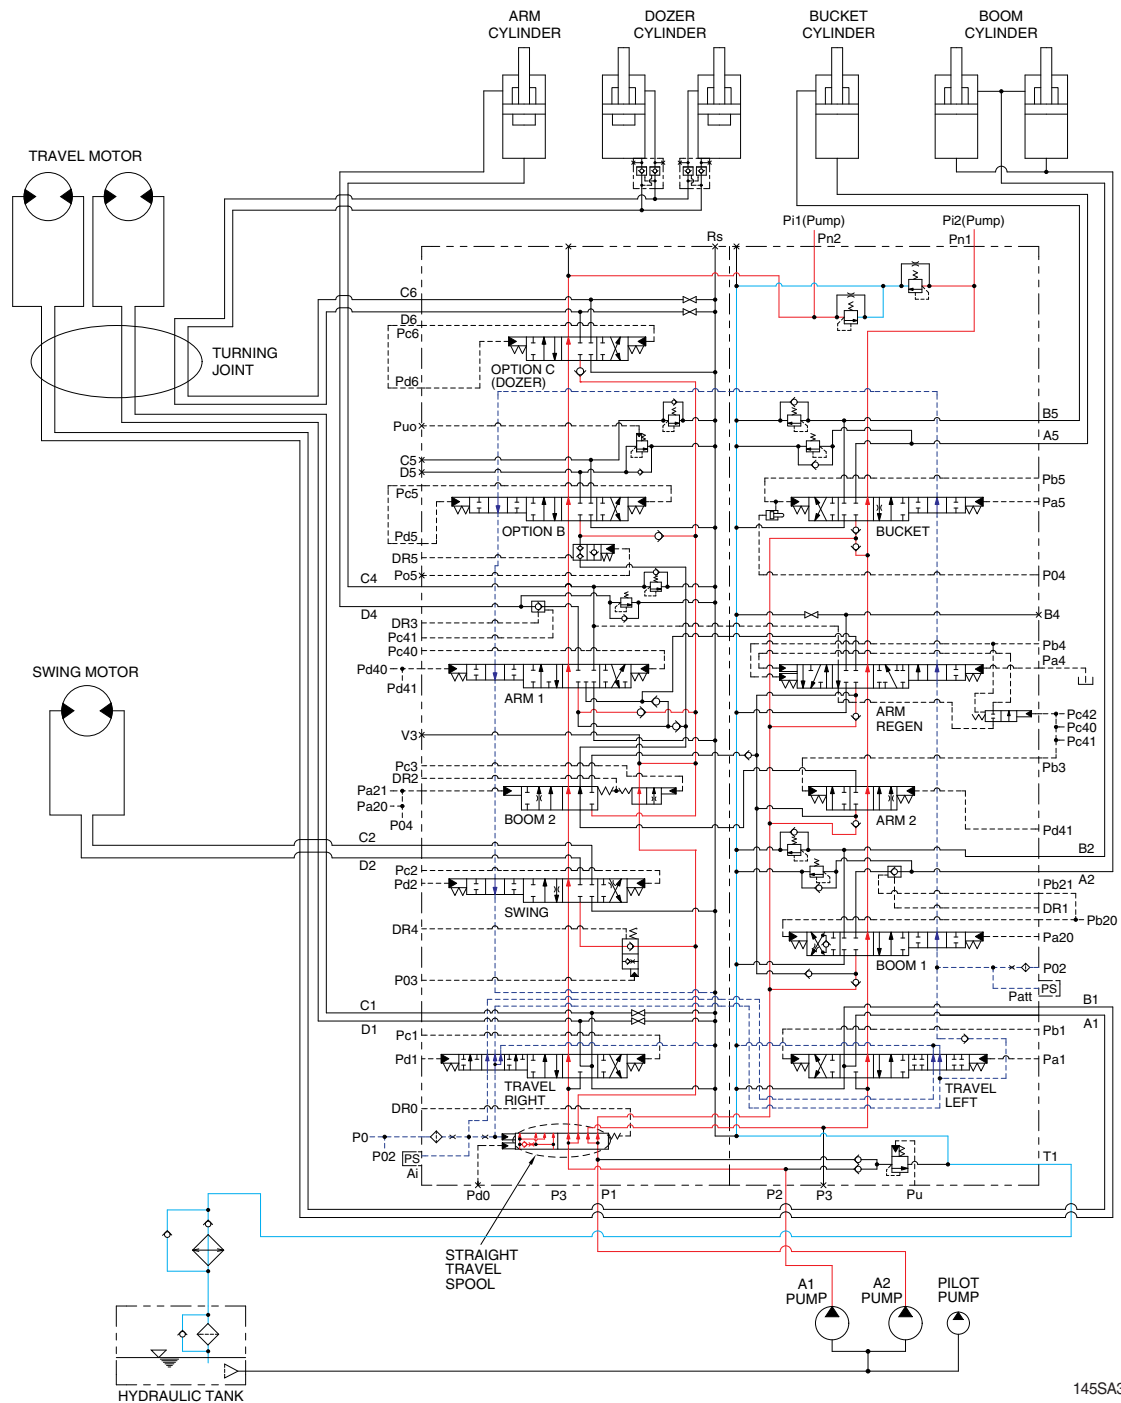 ARM
CYLINDER
DOZER
CYLINDER
BUCKET
CYLINDER
BOOM
CYLINDER
TRAVEL MOTOR
Pi1(Pump)
Pi2(Pump)
Rs
Pn2
Pn1
C6
D6
Pc6
TURNING
JOINT
OPTION C
(DOZER)
Pd6
B5
Puo
A5
C5
D5
Pb5
Pc5
Pa5
OPTION B
BUCKET
Pd5
DR5
Po5
P04
C4
D4
B4
DR3
Pc41
Pb4
Pc40
Pa4
Pd40
Pd41
SWING MOTOR
ARM 1
ARM
REGEN
Pc42
Pc40
Pc41
V3
Pc3
DR2
Pb3
Pa21
Pa20
P04
BOOM 2
ARM 2
Pd41
C2
B2
D2
Pc2
A2
Pd2
Pb21
SWING
DR1
Pb20
DR4
Pa20
BOOM 1
P02
P03
PS
Patt
C1
B1
D1
A1
Pc1
Pb1
Pd1
Pa1
TRAVEL
RIGHT
TRAVEL
LEFT
DR0
P0
P02
PS
Ai
T1
Pd0
P3
P1
P2
P3
Pu
STRAIGHT
TRAVEL
SPOOL
A1
PUMP
A2
PUMP
PILOT
PUMP
HYDRAULIC TANK
145SA3